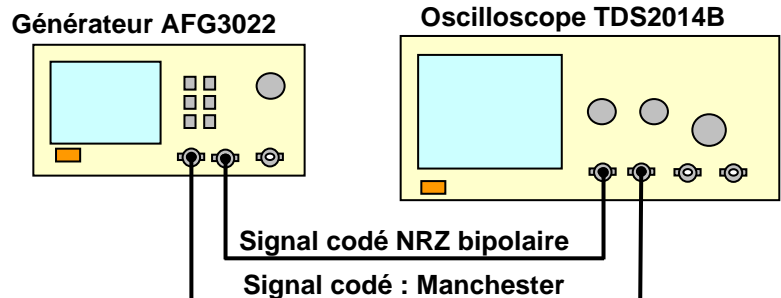 Générateur AFG3022
Oscilloscope TDS2014B
Signal codé NRZ bipolaire
Signal codé : Manchester